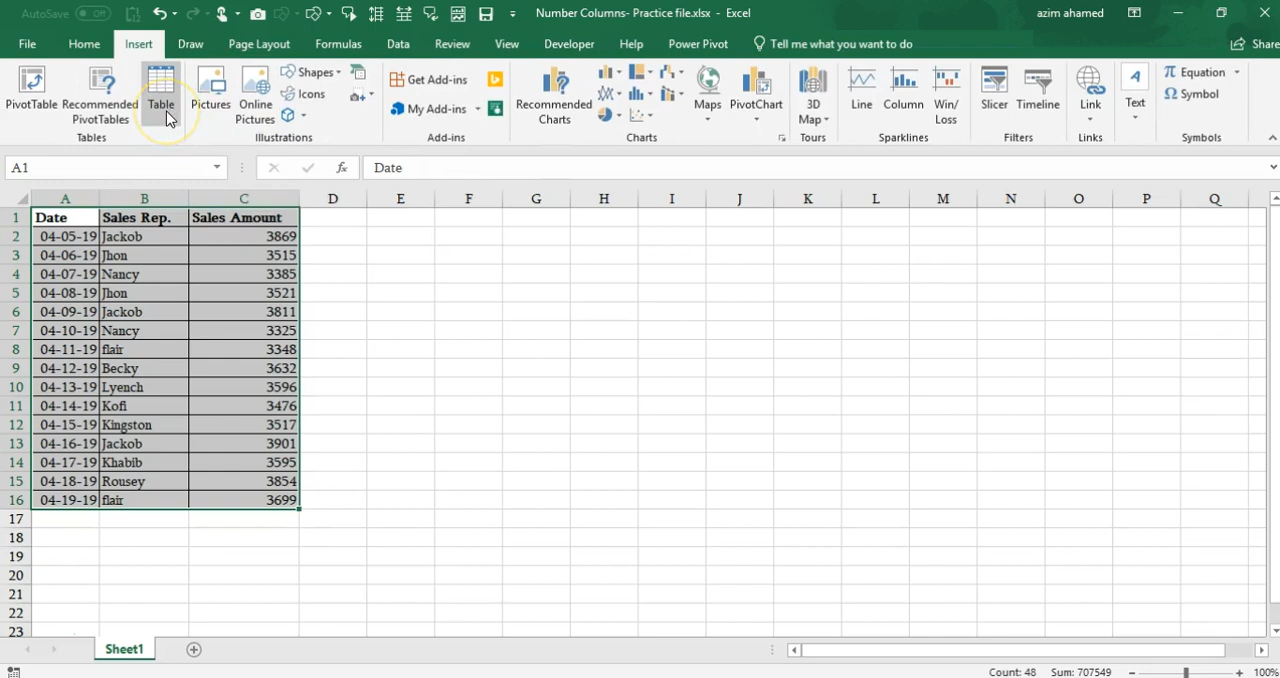 AutoSave Off Number Columns- Practice file.xlsx - Excel azim ahamed
File Home Insert Draw Page Layout Formulas Data Review View Developer Help Power Pivot Tell me what you want to do Share
PivotTable Recommended PivotTables Table Pictures Online Pictures Shapes Icons Get Add-ins My Add-ins Recommended Charts Maps PivotChart 3D Map Line Column Win/ Loss Slicer Timeline Link Text Equation Symbol
Tables Illustrations Add-ins Charts Tours Sparklines Filters Links Symbols
A1 fx Date
A B C D E F G H I J K L M N O P Q
1 Date Sales Rep. Sales Amount
2 04-05-19 Jackob 3869
3 04-06-19 Jhon 3515
4 04-07-19 Nancy 3385
5 04-08-19 Jhon 3521
6 04-09-19 Jackob 3811
7 04-10-19 Nancy 3325
8 04-11-19 flair 3348
9 04-12-19 Becky 3632
10 04-13-19 Lyench 3596
11 04-14-19 Kofi 3476
12 04-15-19 Kingston 3517
13 04-16-19 Jackob 3901
14 04-17-19 Khabib 3595
15 04-18-19 Rousey 3854
16 04-19-19 flair 3699
17
18
19
20
21
22
23
Sheet1
Count: 48 Sum: 707549 100%